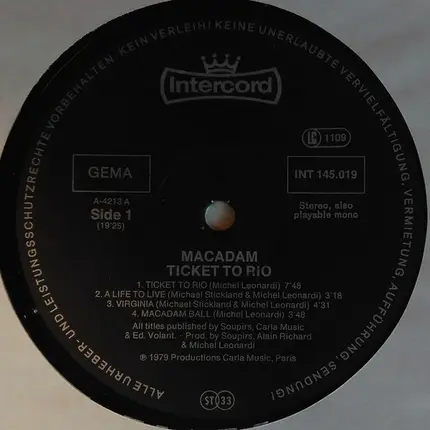 ALLE URHEBER- UND LEISTUNGSSCHUTZRECHTE VORBEHALTEN KEIN VERLEIH! KEINE UNERLAUBTE VERVIELFÄLTIGUNG, VERMIETUNG, AUFFÜHRUNG, SENDUNG!
Intercord
LC 1109
GEMA
INT 145.019
A-4213 A
Side 1
(19'25)
Stereo, also
playable mono
MACADAM
TICKET TO RIO
1. TICKET TO RIO (Michel Leonardi) 7'48
2. A LIFE TO LIVE (Michael Stickland & Michel Leonardi) 3'18
3. VIRGINIA (Michael Stickland & Michel Leonardi) 4'31
4. MACADAM BALL (Michel Leonardi) 3'48
All titles published by Soupirs, Carla Music
& Ed. Volant. - Prod. by Soupirs, Alain Richard
& Michel Leonardi
℗ 1979 Productions Carla Music, Paris
ST 33